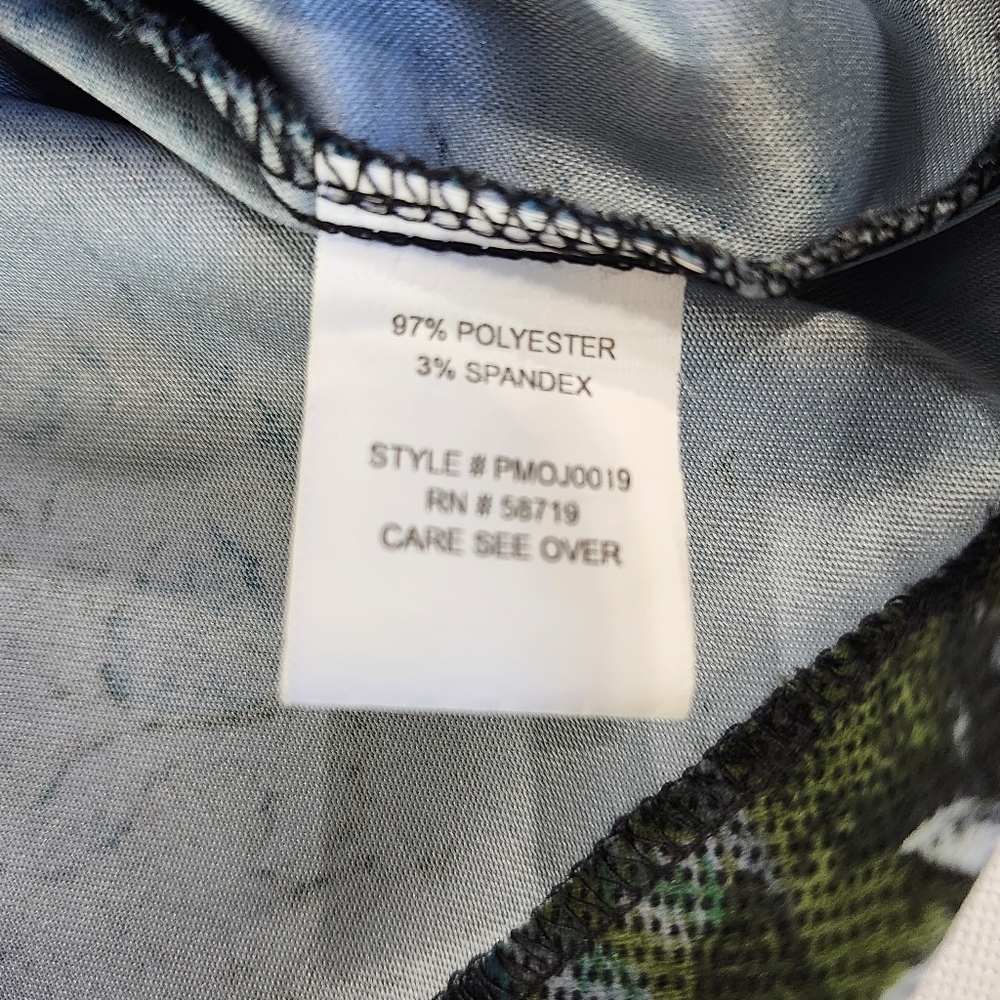 97% POLYESTER
3% SPANDEX
STYLE # PMOJ0019
RN # 58719
CARE SEE OVER